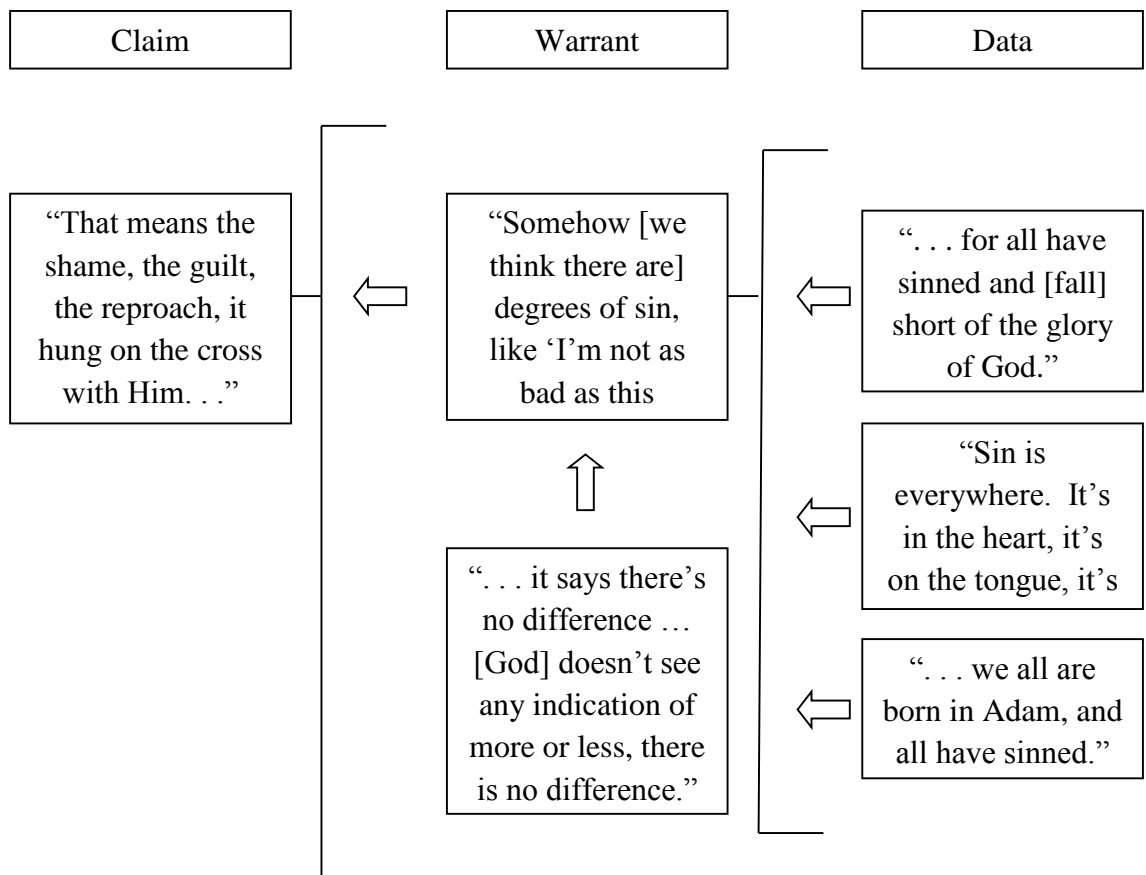 Claim
Warrant
Data
“That means the
shame, the guilt,
the reproach, it
hung on the cross
with Him. . .”
“Somehow [we
think there are]
degrees of sin,
like ‘I'm not as
bad as this
“. . . it says there’s
no difference …
[God] doesn’t see
any indication of
more or less, there
is no difference.”
“. . . for all have
sinned and [fall]
short of the glory
of God.”
“Sin is
everywhere.  It’s
in the heart, it’s
on the tongue, it’s
“. . . we all are
born in Adam, and
all have sinned.”